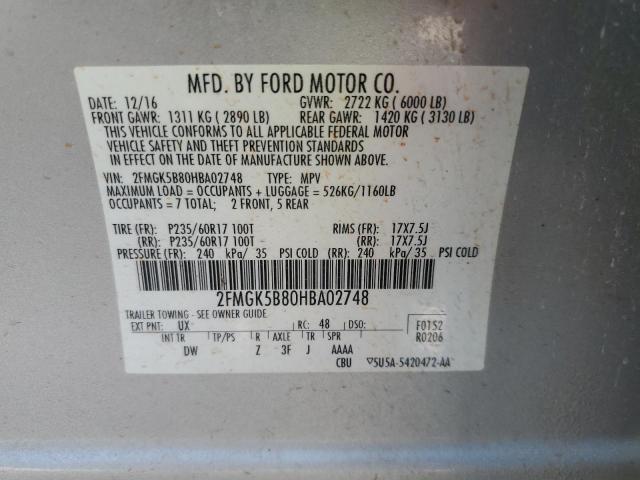 MFD. BY FORD MOTOR CO.
DATE: 12/16 GVWR: 2722 KG ( 6000 LB)
FRONT GAWR: 1311 KG ( 2890 LB) REAR GAWR: 1420 KG ( 3130 LB)
THIS VEHICLE CONFORMS TO ALL APPLICABLE FEDERAL MOTOR
VEHICLE SAFETY AND THEFT PREVENTION STANDARDS
IN EFFECT ON THE DATE OF MANUFACTURE SHOWN ABOVE.
VIN: 2FMGK5B80HBA02748 TYPE: MPV
MAXIMUM LOAD = OCCUPANTS + LUGGAGE = 526KG/1160LB
OCCUPANTS = 7 TOTAL; 2 FRONT, 5 REAR
TIRE (FR): P235/60R17 100T RIMS (FR): 17X7.5J
(RR): P235/60R17 100T (RR): 17X7.5J
PRESSURE (FR): 240 kPa/ 35 PSI COLD (RR): 240 kPa/ 35 PSI COLD
2FMGK5B80HBA02748
TRAILER TOWING - SEE OWNER GUIDE
EXT PNT: UX RC: 48 DSO: F0152
INT TR TP/PS R AXLE TR SPR R0206
DW Z 3F J AAAA
CBU 5U5A-5420472-AA